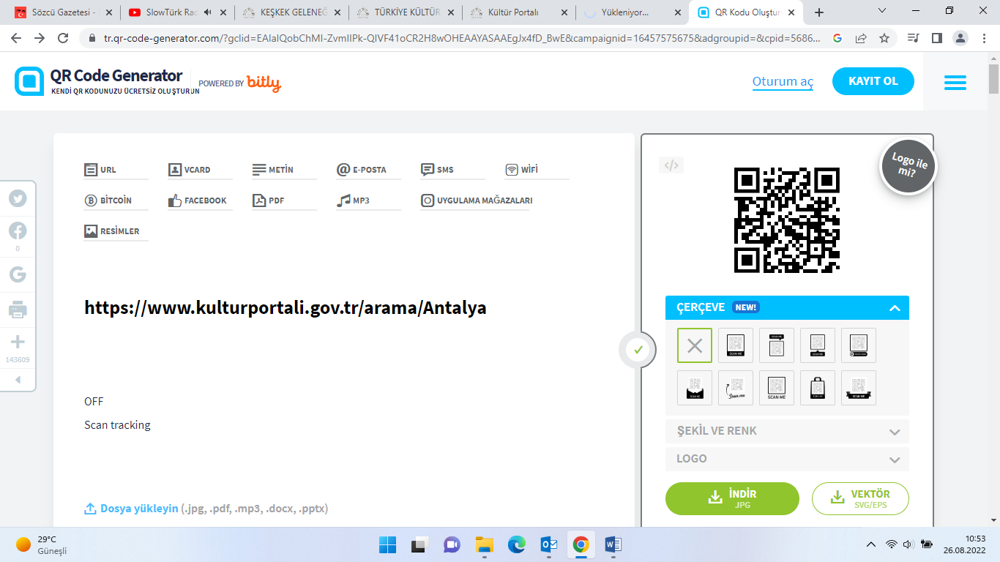 Sözcü Gazetesi -
SlowTürk Rad
KEŞKEK GELENEĞ
TÜRKİYE KÜLTÜR
Kültür Portalı
Yükleniyor...
QR Kodu Oluştur
tr.qr-code-generator.com/?gclid=EAIaIQobChMI-ZvmlIPk-QIVF41oCR2H8wOHEAAYASAAEgJx4fD_BwE&campaignid=16457575675&adgroupid=&cpid=5686...
QR Code Generator
KENDİ QR KODUNUZU ÜCRETSİZ OLUŞTURUN
POWERED BY bitly
Oturum aç
KAYIT OL
URL
VCARD
METİN
E-POSTA
SMS
WİFİ
BİTCOİN
FACEBOOK
PDF
MP3
UYGULAMA MAĞAZALARI
RESİMLER
0
143609
https://www.kulturportali.gov.tr/arama/Antalya
OFF
Scan tracking
Dosya yükleyin (.jpg, .pdf, .mp3, .docx, .pptx)
Logo ile
mi?
ÇERÇEVE NEW!
SCAN ME
Scan me
SCAN ME
ŞEKİL VE RENK
LOGO
İNDİR
JPG
VEKTÖR
SVG/EPS
29°C
Güneşli
10:53
26.08.2022